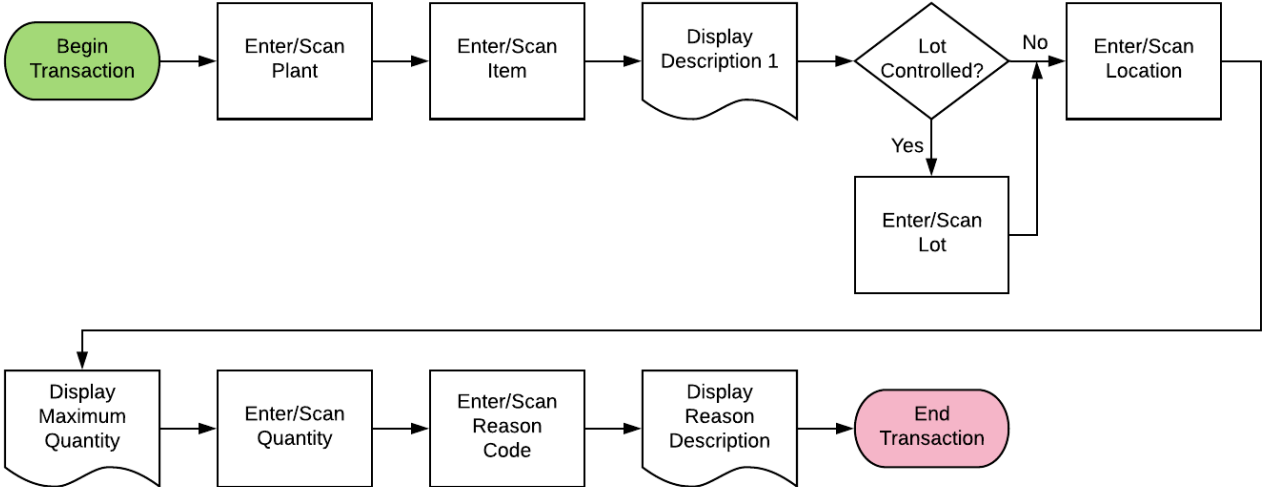 Begin
Transaction
Enter/Scan
Plant
Enter/Scan
Item
Display
Description 1
Lot
Controlled?
No
Enter/Scan
Location
Yes
Enter/Scan
Lot
Display
Maximum
Quantity
Enter/Scan
Quantity
Enter/Scan
Reason
Code
Display
Reason
Description
End
Transaction